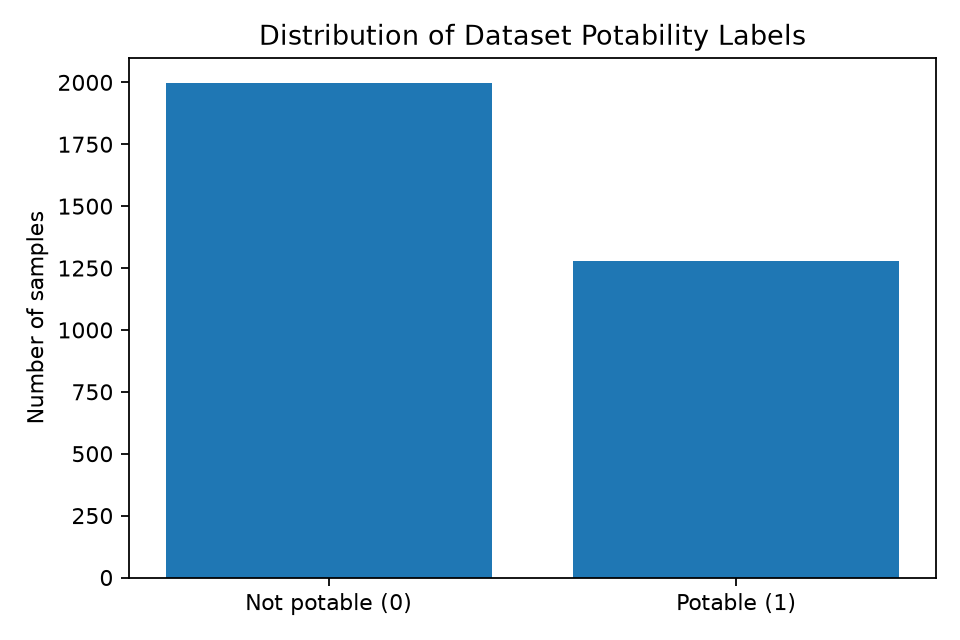 Distribution of Dataset Potability Labels
Number of samples
2000
1750
1500
1250
1000
750
500
250
0
Not potable (0)
Potable (1)